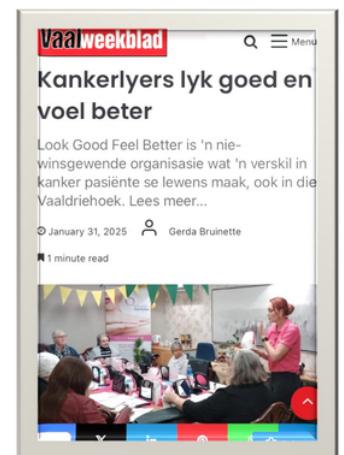 Vaalweekblad
Menu
Kankerlyers lyk goed en
voel beter
Look Good Feel Better is 'n nie-
winsgewende organisasie wat 'n verskil in
kanker pasiënte se lewens maak, ook in die
Vaaldriehoek. Lees meer...
January 31, 2025 Gerda Bruinette
1 minute read